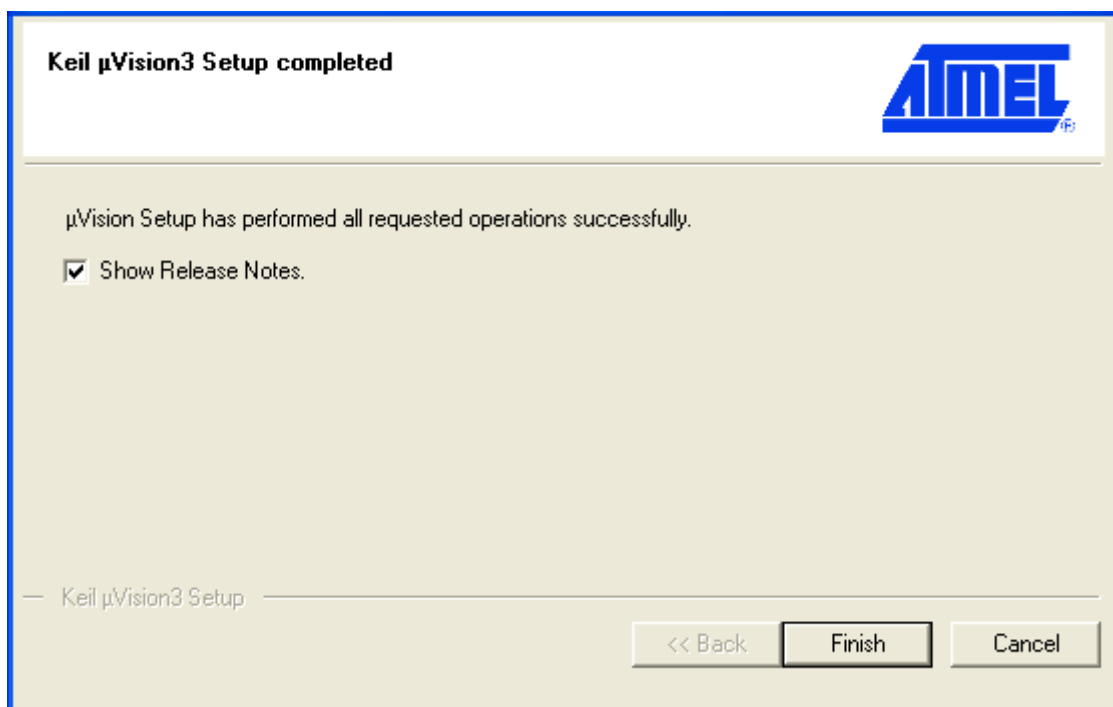 Keil µVision3 Setup completed
ATMEL®
µVision Setup has performed all requested operations successfully.
Show Release Notes.
Keil µVision3 Setup
<< Back
Finish
Cancel